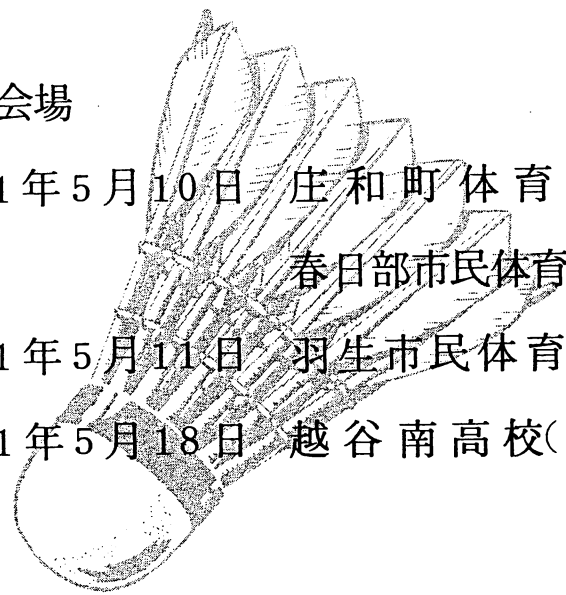 会場
1年5月10日 庄和町体育
春日部市民体育
1年5月11日 羽生市民体育
1年5月18日 越谷南高校(